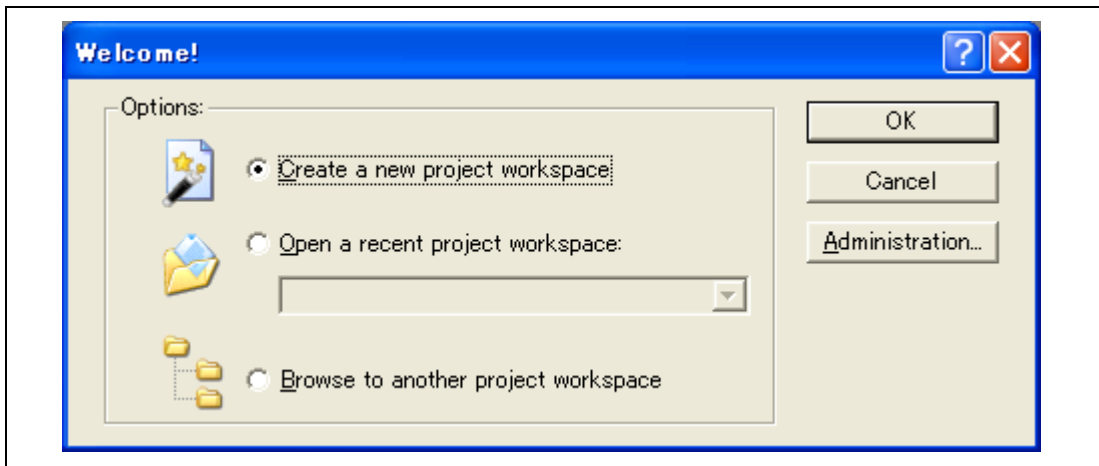 Welcome!
Options:
Create a new project workspace
Open a recent project workspace:
Browse to another project workspace
OK
Cancel
Administration...